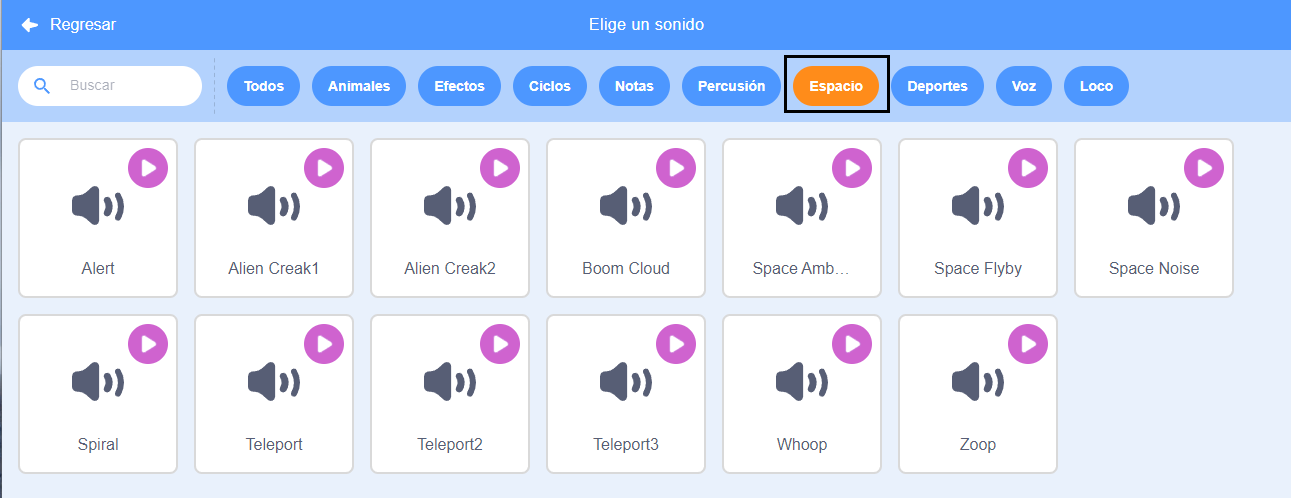 Regresar Elige un sonido
Buscar Todos Animales Efectos Ciclos Notas Percusión Espacio Deportes Voz Loco
Alert Alien Creak1 Alien Creak2 Boom Cloud Space Amb… Space Flyby Space Noise
Spiral Teleport Teleport2 Teleport3 Whoop Zoop